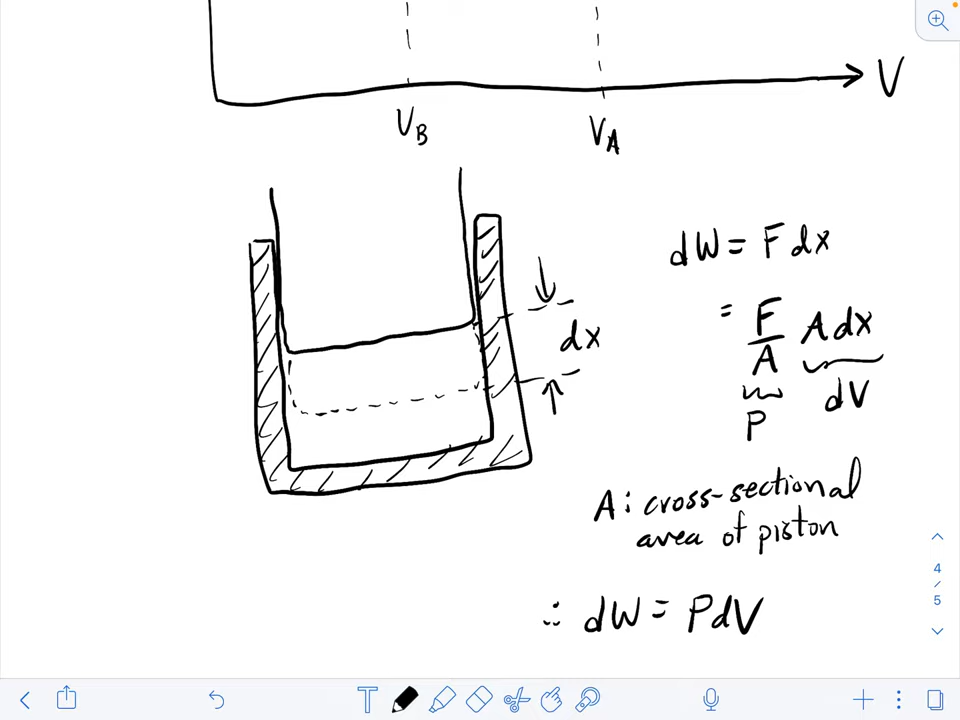 V
V_B
V_A
dW = F dx
= F/A A dx
dx
P
dV
A : cross-sectional
area of piston
∴ dW = PdV
4
/
5
T